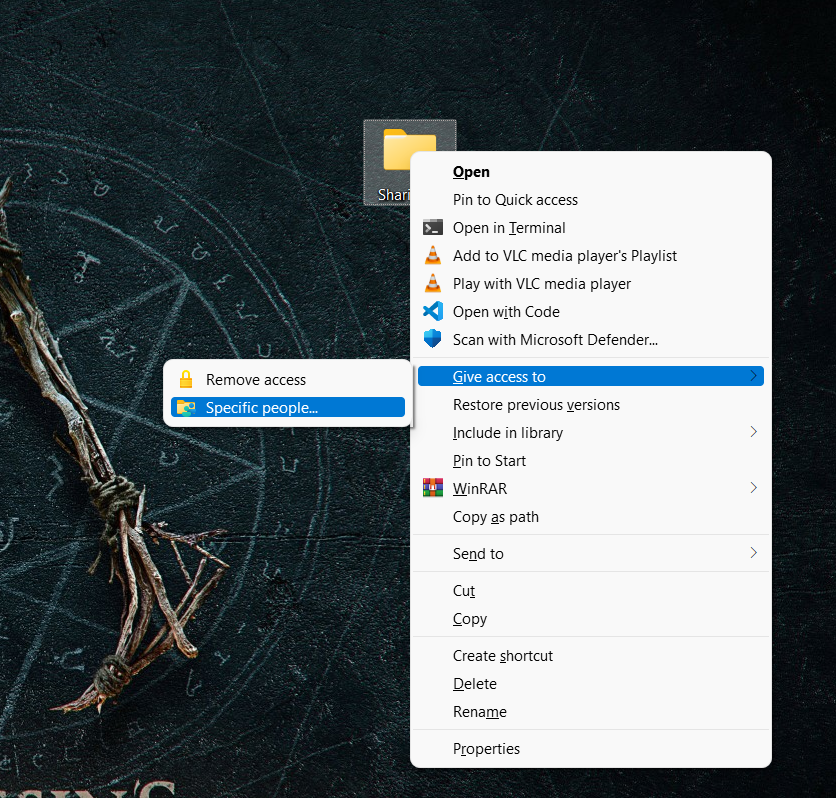 Open
Pin to Quick access
Open in Terminal
Add to VLC media player's Playlist
Play with VLC media player
Open with Code
Scan with Microsoft Defender...
Give access to
Remove access
Specific people...
Restore previous versions
Include in library
Pin to Start
WinRAR
Copy as path
Send to
Cut
Copy
Create shortcut
Delete
Rename
Properties